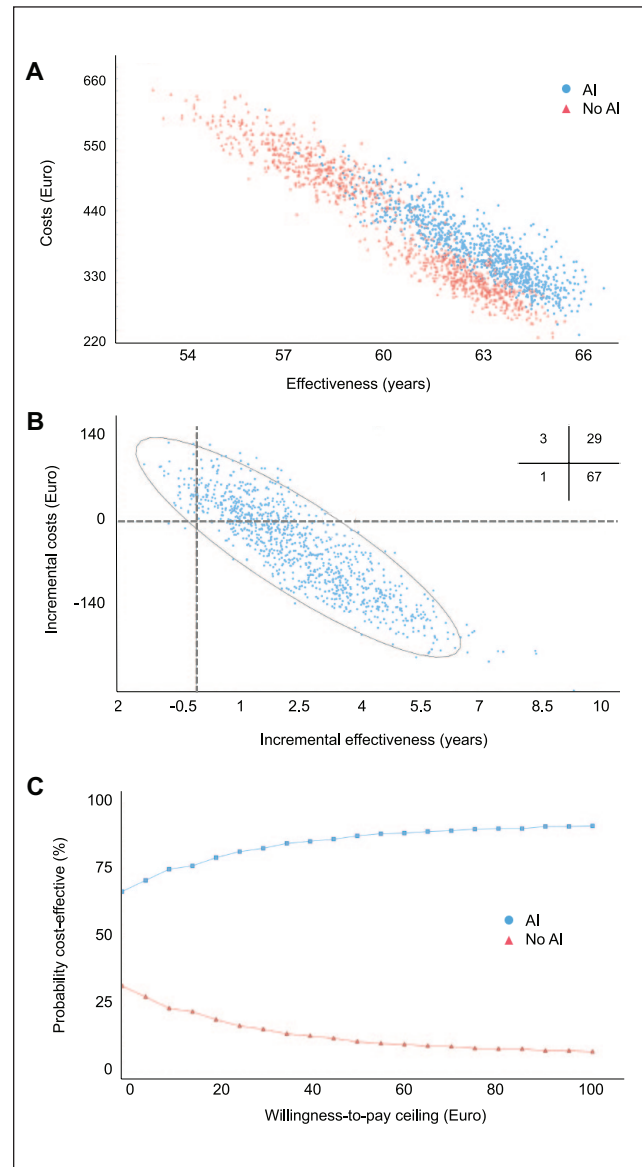 A
660
550
440
330
220
Costs (Euro)
AI
No AI
54 57 60 63 66
Effectiveness (years)
B
140
0
-140
Incremental costs (Euro)
3 29
1 67
2 -0.5 1 2.5 4 5.5 7 8.5 10
Incremental effectiveness (years)
C
100
75
50
25
0
Probability cost-effective (%)
AI
No AI
0 20 40 60 80 100
Willingness-to-pay ceiling (Euro)